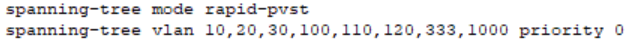 spanning-tree mode rapid-pvst
spanning-tree vlan 10,20,30,100,110,120,333,1000 priority 0